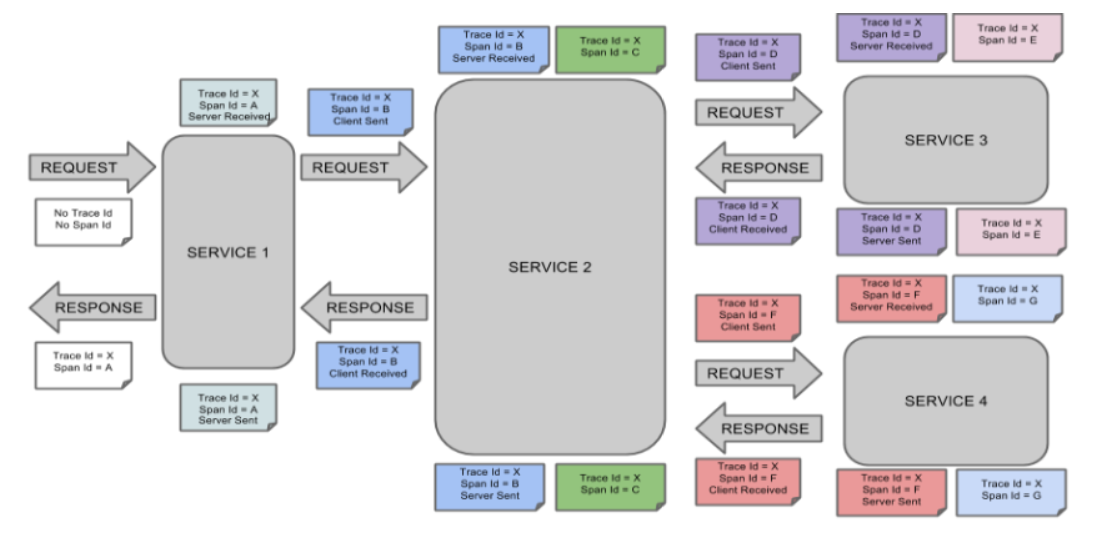 Trace Id = X
Span Id = B
Server Received
Trace Id = X
Span Id = C
Trace Id = X
Span Id = D
Client Sent
Trace Id = X
Span Id = D
Server Received
Trace Id = X
Span Id = E
Trace Id = X
Span Id = A
Server Received
Trace Id = X
Span Id = B
Client Sent
REQUEST
SERVICE 3
REQUEST
REQUEST
RESPONSE
No Trace Id
No Span Id
Trace Id = X
Span Id = D
Client Received
Trace Id = X
Span Id = D
Server Sent
Trace Id = X
Span Id = E
SERVICE 1
SERVICE 2
RESPONSE
RESPONSE
Trace Id = X
Span Id = F
Client Sent
Trace Id = X
Span Id = F
Server Received
Trace Id = X
Span Id = G
Trace Id = X
Span Id = A
Trace Id = X
Span Id = B
Client Received
REQUEST
SERVICE 4
Trace Id = X
Span Id = A
Server Sent
RESPONSE
Trace Id = X
Span Id = B
Server Sent
Trace Id = X
Span Id = C
Trace Id = X
Span Id = F
Client Received
Trace Id = X
Span Id = F
Server Sent
Trace Id = X
Span Id = G